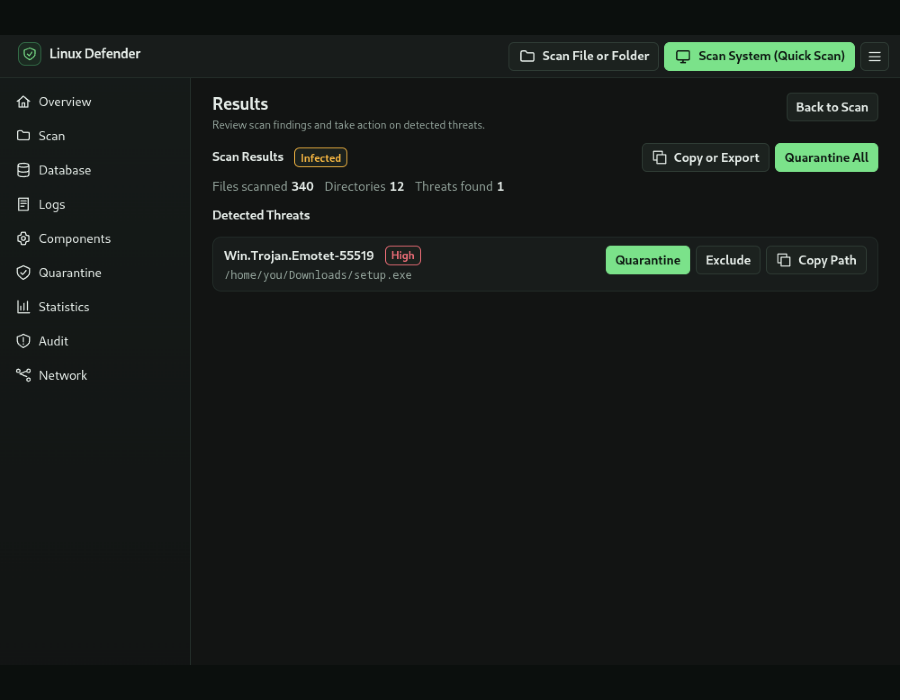 Linux Defender
Scan File or Folder
Scan System (Quick Scan)
Overview
Scan
Database
Logs
Components
Quarantine
Statistics
Audit
Network
Results
Review scan findings and take action on detected threats.
Back to Scan
Scan Results Infected
Copy or Export
Quarantine All
Files scanned 340 Directories 12 Threats found 1
Detected Threats
Win.Trojan.Emotet-55519 High
/home/you/Downloads/setup.exe
Quarantine
Exclude
Copy Path